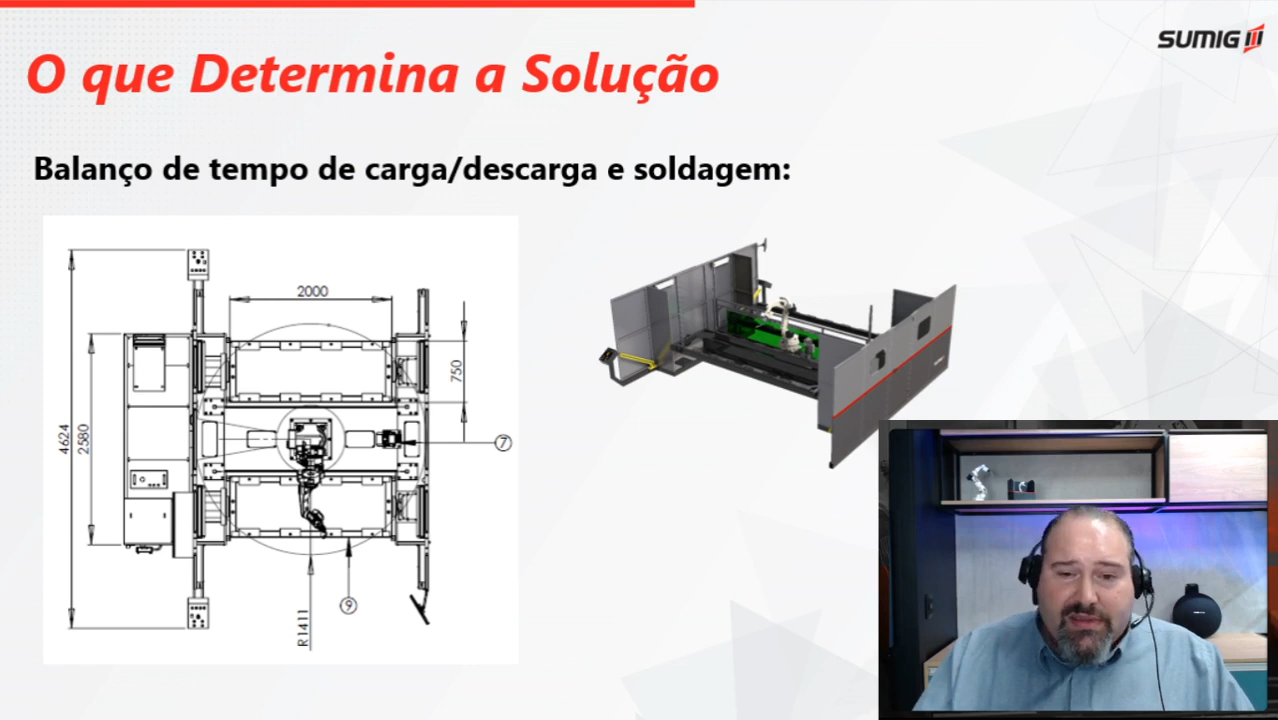 SUMIG
O que Determina a Solução
Balanço de tempo de carga/descarga e soldagem:
2000
750
4624
2580
7
9
R1411